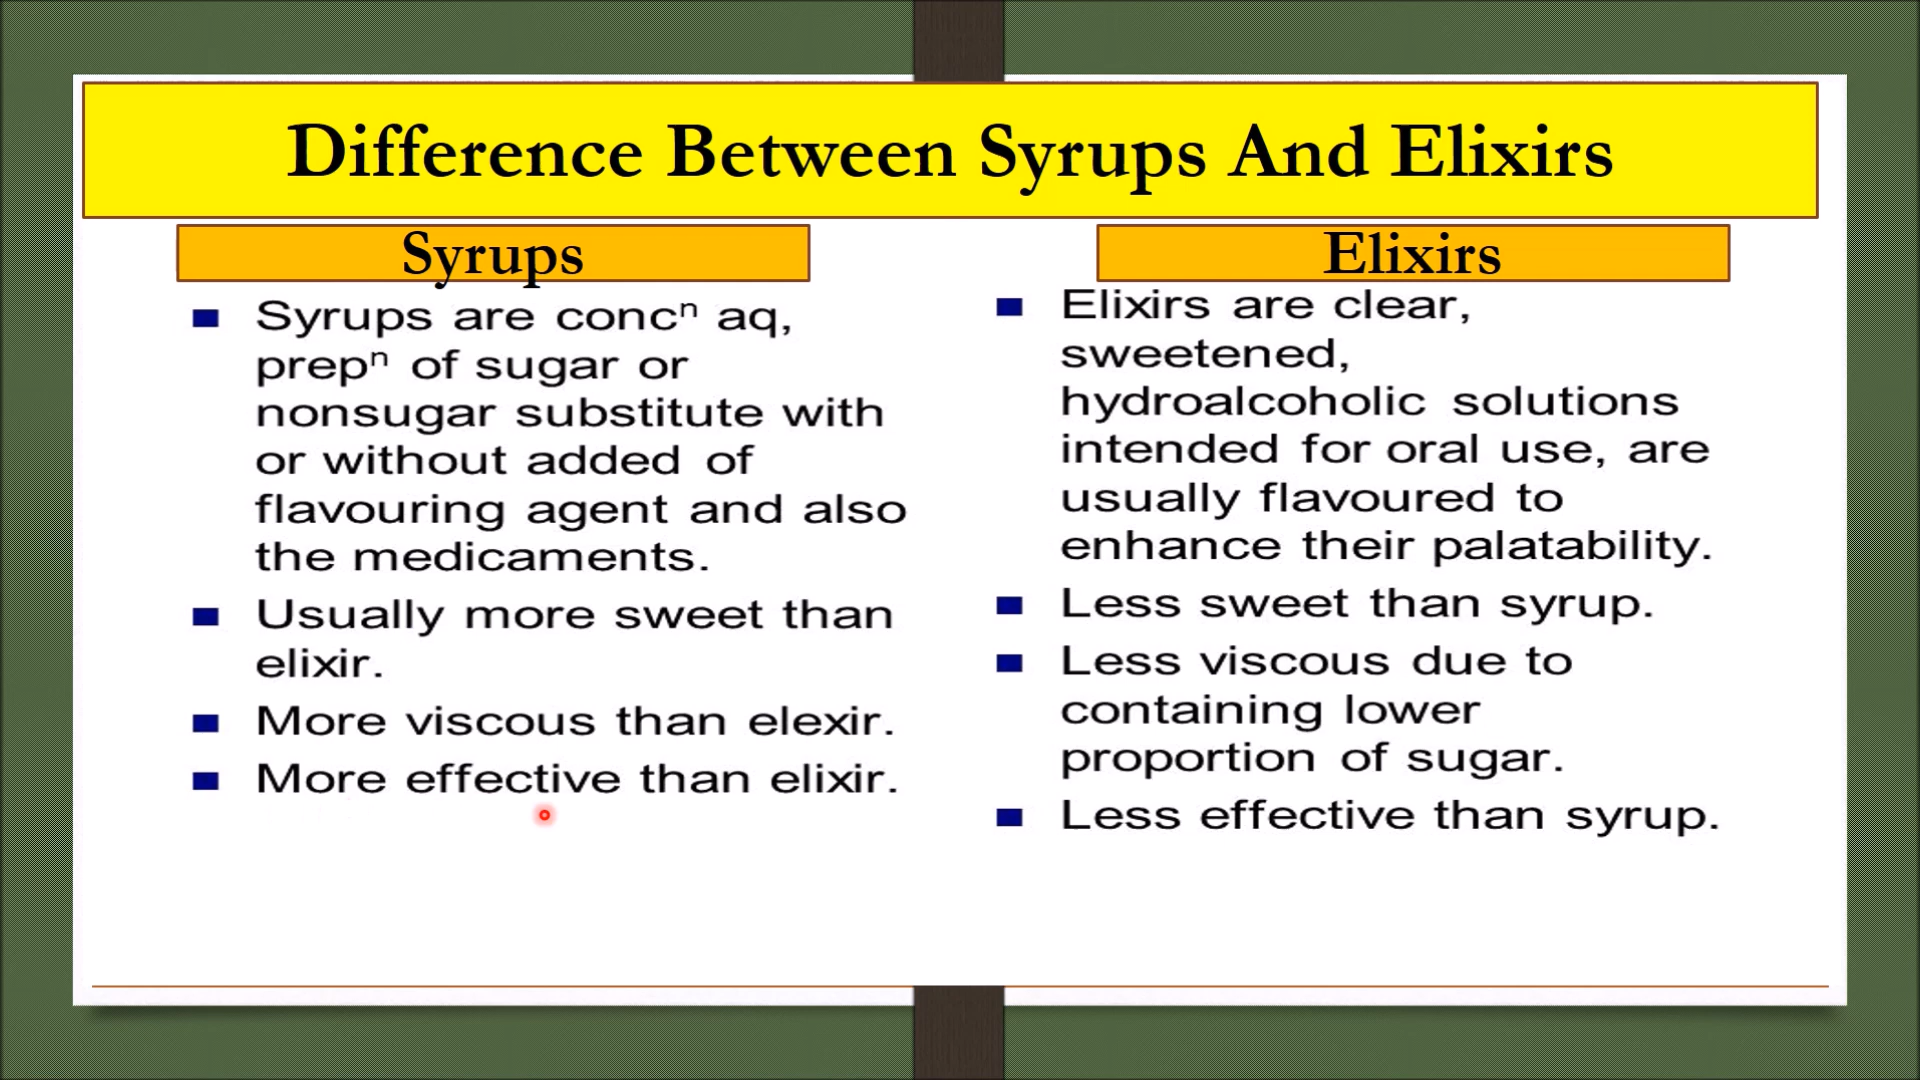 Difference Between Syrups And Elixirs
Syrups
Syrups are concⁿ aq,
prepⁿ of sugar or
nonsugar substitute with
or without added of
flavouring agent and also
the medicaments.
Usually more sweet than
elixir.
More viscous than elexir.
More effective than elixir.
Elixirs
Elixirs are clear,
sweetened,
hydroalcoholic solutions
intended for oral use, are
usually flavoured to
enhance their palatability.
Less sweet than syrup.
Less viscous due to
containing lower
proportion of sugar.
Less effective than syrup.